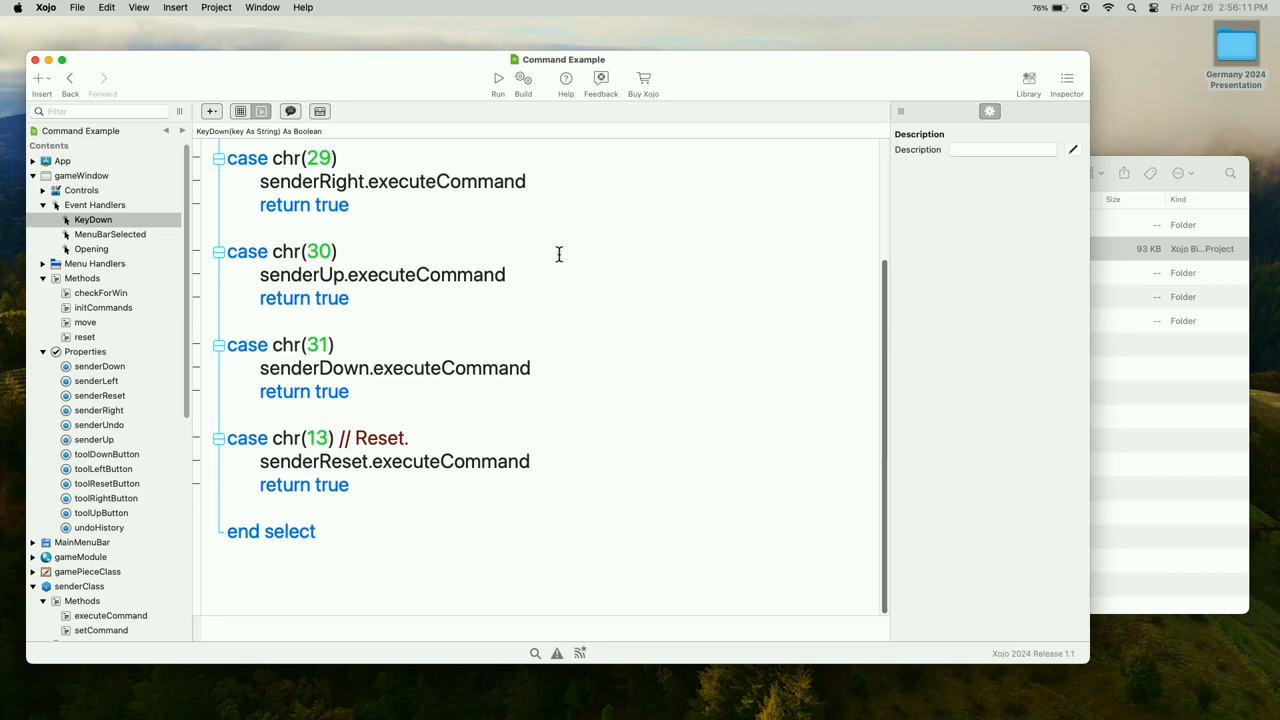 Xojo File Edit View Insert Project Window Help 76% Fri Apr 26 2:56:11 PM
Germany 2024
Presentation
Command Example
Insert Back Forward Run Build Help Feedback Buy Xojo Library Inspector
Filter
Command Example
KeyDown(key As String) As Boolean
Description
Description
Contents
App
gameWindow
Controls
Event Handlers
KeyDown
MenuBarSelected
Opening
Menu Handlers
Methods
checkForWin
initCommands
move
reset
Properties
senderDown
senderLeft
senderReset
senderRight
senderUndo
senderUp
toolDownButton
toolLeftButton
toolResetButton
toolRightButton
toolUpButton
undoHistory
MainMenuBar
gameModule
gamePieceClass
senderClass
Methods
executeCommand
setCommand
case chr(29)
senderRight.executeCommand
return true
case chr(30)
senderUp.executeCommand
return true
case chr(31)
senderDown.executeCommand
return true
case chr(13) // Reset.
senderReset.executeCommand
return true
end select
Xojo 2024 Release 1.1
Size Kind
-- Folder
93 KB Xojo Bi...Project
-- Folder
-- Folder
-- Folder